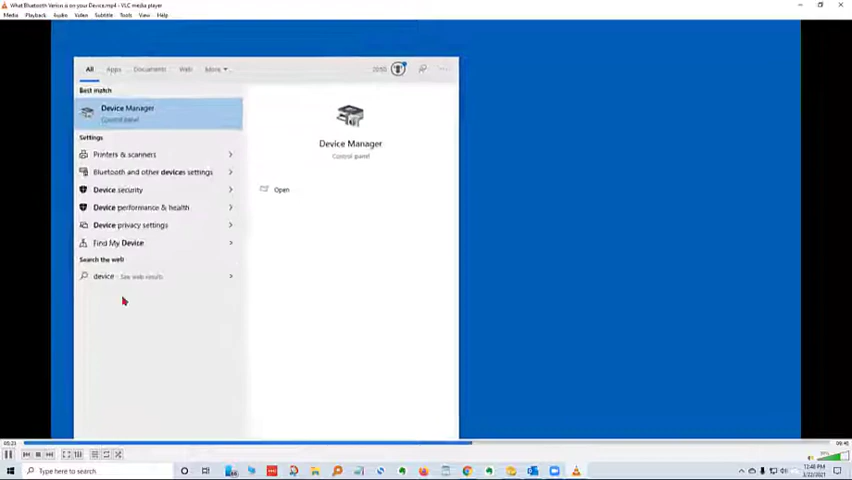 What Bluetooth Version is on your Device.mp4 - VLC media player
Media Playback Audio Video Subtitle Tools View Help
All Apps Documents Web More
Best match
Device Manager
Control panel
Settings
Printers & scanners
Bluetooth and other devices settings
Device security
Device performance & health
Device privacy settings
Find My Device
Search the web
device - See web results
Device Manager
Control panel
Open
Type here to search
12:48 PM
3/22/2021